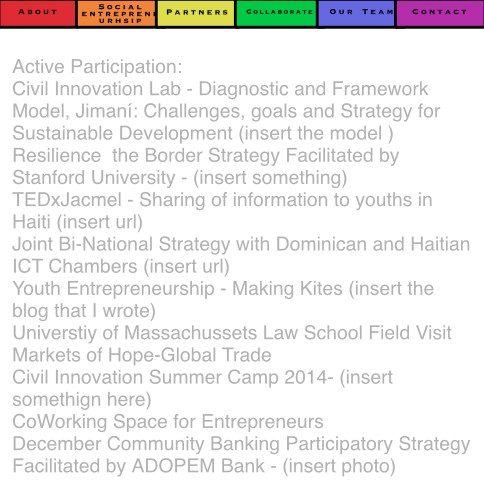 ABOUT
SOCIAL
ENTREPREN
URHSIP
PARTNERS
COLLABORATE
OUR TEAM
CONTACT
Active Participation:
Civil Innovation Lab - Diagnostic and Framework
Model, Jimaní: Challenges, goals and Strategy for
Sustainable Development (insert the model )
Resilience  the Border Strategy Facilitated by
Stanford University - (insert something)
TEDxJacmel - Sharing of information to youths in
Haiti (insert url)
Joint Bi-National Strategy with Dominican and Haitian
ICT Chambers (insert url)
Youth Entrepreneurship - Making Kites (insert the
blog that I wrote)
Universtiy of Massachussets Law School Field Visit
Markets of Hope-Global Trade
Civil Innovation Summer Camp 2014- (insert
somethign here)
CoWorking Space for Entrepreneurs
December Community Banking Participatory Strategy
Facilitated by ADOPEM Bank - (insert photo)